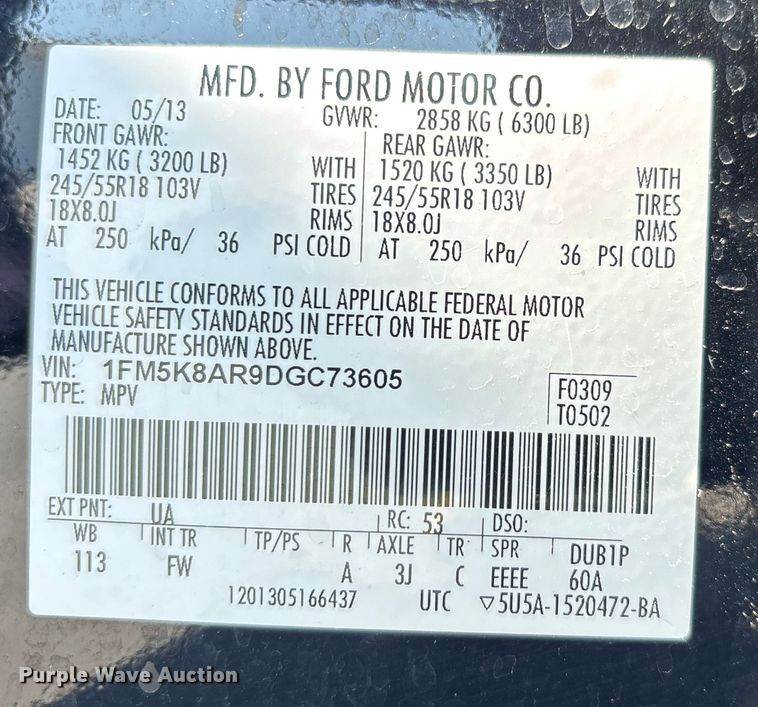 MFD. BY FORD MOTOR CO.
DATE: 05/13 GVWR: 2858 KG ( 6300 LB)
FRONT GAWR: REAR GAWR:
1452 KG ( 3200 LB) WITH 1520 KG ( 3350 LB) WITH
245/55R18 103V TIRES 245/55R18 103V TIRES
18X8.0J RIMS 18X8.0J RIMS
AT 250 kPa/ 36 PSI COLD AT 250 kPa/ 36 PSI COLD
THIS VEHICLE CONFORMS TO ALL APPLICABLE FEDERAL MOTOR
VEHICLE SAFETY STANDARDS IN EFFECT ON THE DATE OF
MANUFACTURE SHOWN ABOVE.
VIN: 1FM5K8AR9DGC73605
TYPE: MPV
F0309
T0502
EXT PNT: UA RC: 53 DSO:
WB INT TR TP/PS R AXLE TR SPR DUB1P
113 FW A 3J C EEEE 60A
1201305166437 UTC ▽5U5A-1520472-BA
Purple Wave Auction